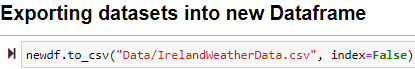 Exporting datasets into new Dataframe
newdf.to_csv("Data/IrelandWeatherData.csv", index=False)